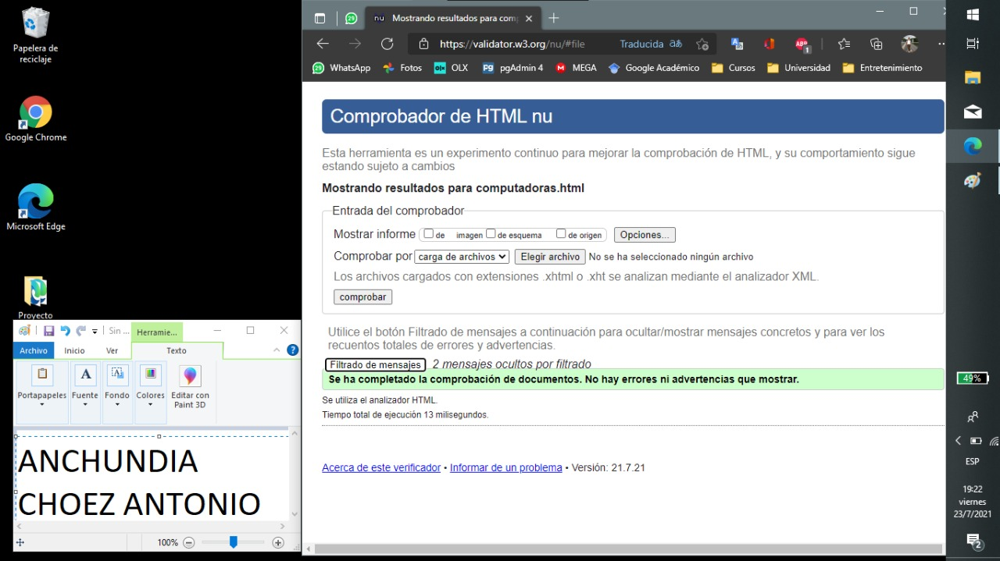 Papelera de
reciclaje
Google Chrome
Microsoft Edge
Proyecto
Sin ...
Herramie...
Archivo
Inicio
Ver
Texto
Portapapeles
Fuente
Fondo
Colores
Editar con
Paint 3D
ANCHUNDIA
CHOEZ ANTONIO
100%
29
nu
Mostrando resultados para com
https://validator.w3.org/nu/#file
Traducida
ABP
1
29 WhatsApp
Fotos
OLX
pgAdmin 4
MEGA
Google Académico
Cursos
Universidad
Entretenimiento
Comprobador de HTML nu
Esta herramienta es un experimento continuo para mejorar la comprobación de HTML, y su comportamiento sigue
estando sujeto a cambios
Mostrando resultados para computadoras.html
Entrada del comprobador
Mostrar informe de imagen de esquema de origen Opciones...
Comprobar por carga de archivos Elegir archivo No se ha seleccionado ningún archivo
Los archivos cargados con extensiones .xhtml o .xht se analizan mediante el analizador XML.
comprobar
Utilice el botón Filtrado de mensajes a continuación para ocultar/mostrar mensajes concretos y para ver los
recuentos totales de errores y advertencias.
Filtrado de mensajes 2 mensajes ocultos por filtrado
Se ha completado la comprobación de documentos. No hay errores ni advertencias que mostrar.
Se utiliza el analizador HTML.
Tiempo total de ejecución 13 milisegundos.
Acerca de este verificador • Informar de un problema • Versión: 21.7.21
49%
ESP
19:22
viernes
23/7/2021
2